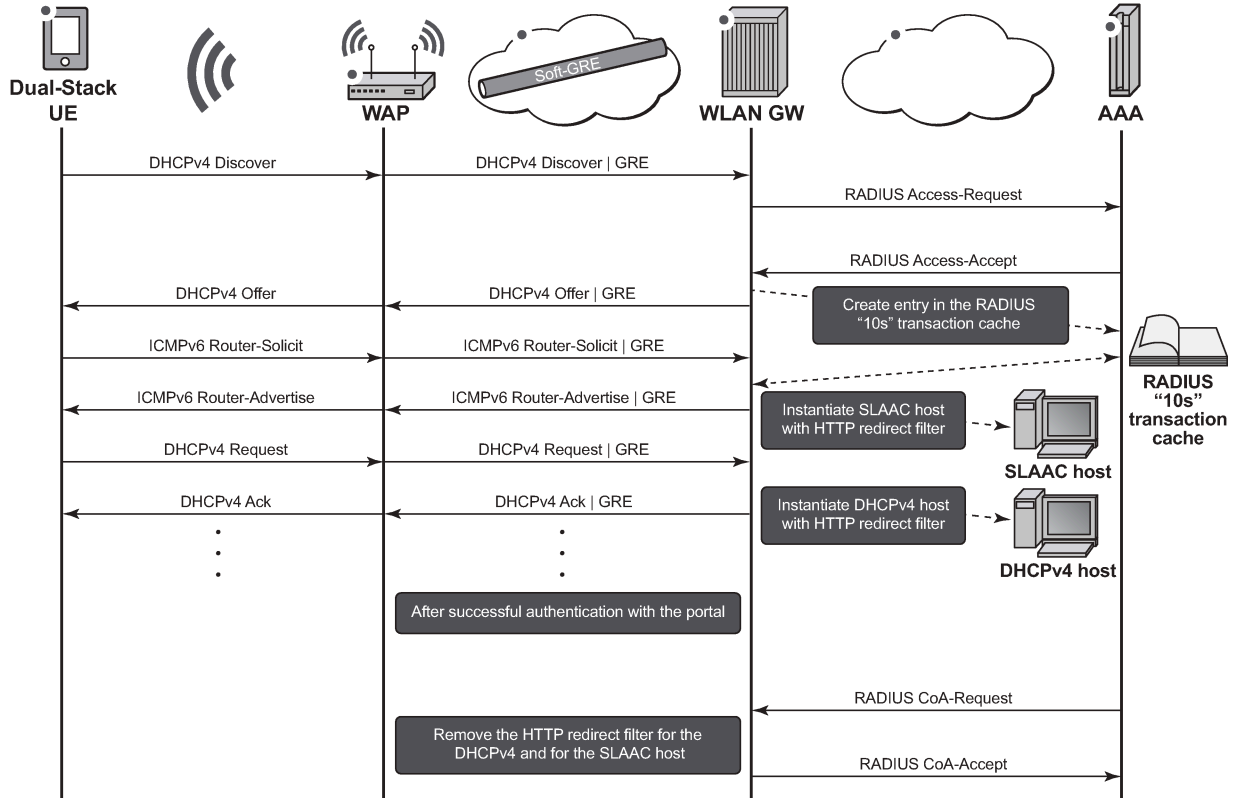 Soft-GRE
Dual-Stack
UE
WAP
WLAN GW
AAA
DHCPv4 Discover
DHCPv4 Discover | GRE
RADIUS Access-Request
RADIUS Access-Accept
DHCPv4 Offer
DHCPv4 Offer | GRE
Create entry in the RADIUS
“10s” transaction cache
ICMPv6 Router-Solicit
ICMPv6 Router-Solicit | GRE
RADIUS
“10s”
transaction
cache
ICMPv6 Router-Advertise
ICMPv6 Router-Advertise | GRE
Instantiate SLAAC host
with HTTP redirect filter
SLAAC host
DHCPv4 Request
DHCPv4 Request | GRE
DHCPv4 Ack
DHCPv4 Ack | GRE
Instantiate DHCPv4 host
with HTTP redirect filter
DHCPv4 host
After successful authentication with the portal
RADIUS CoA-Request
Remove the HTTP redirect filter for the
DHCPv4 and for the SLAAC host
RADIUS CoA-Accept